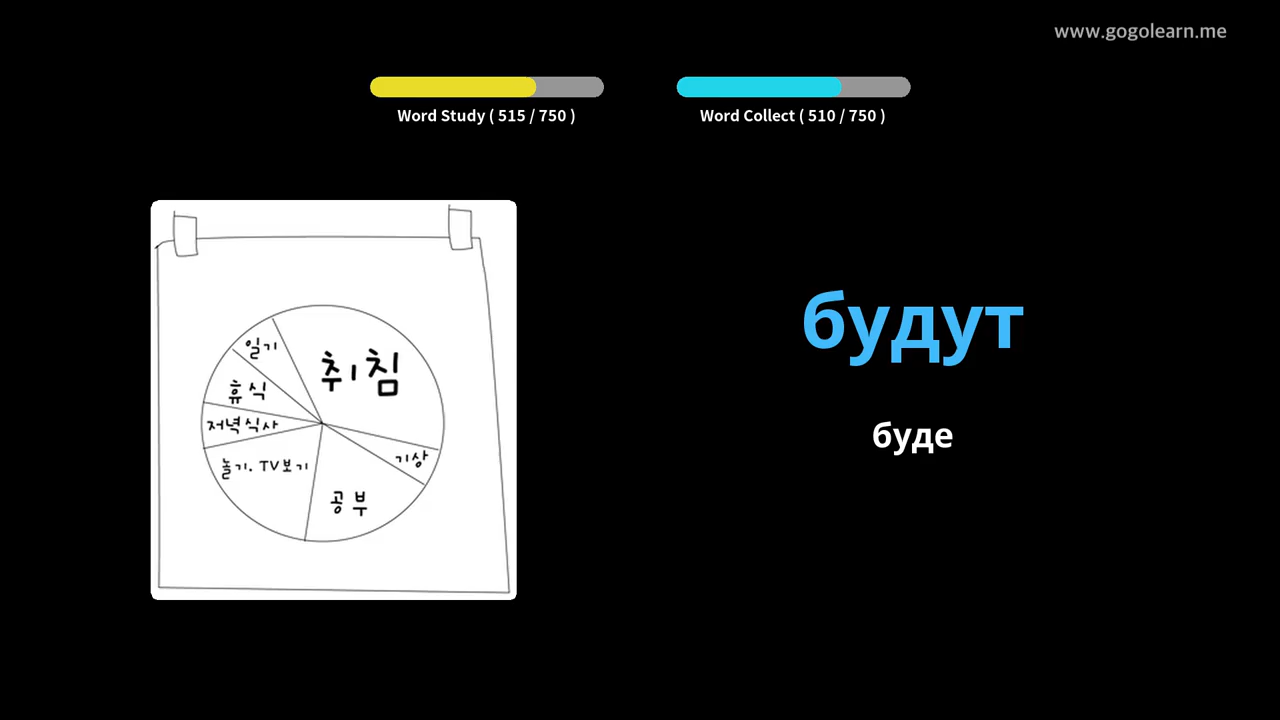 www.gogolearn.me
Word Study ( 515 / 750 )
Word Collect ( 510 / 750 )
일기
취침
휴식
저녁식사
놀기. TV보기
기상
공부
будут
буде